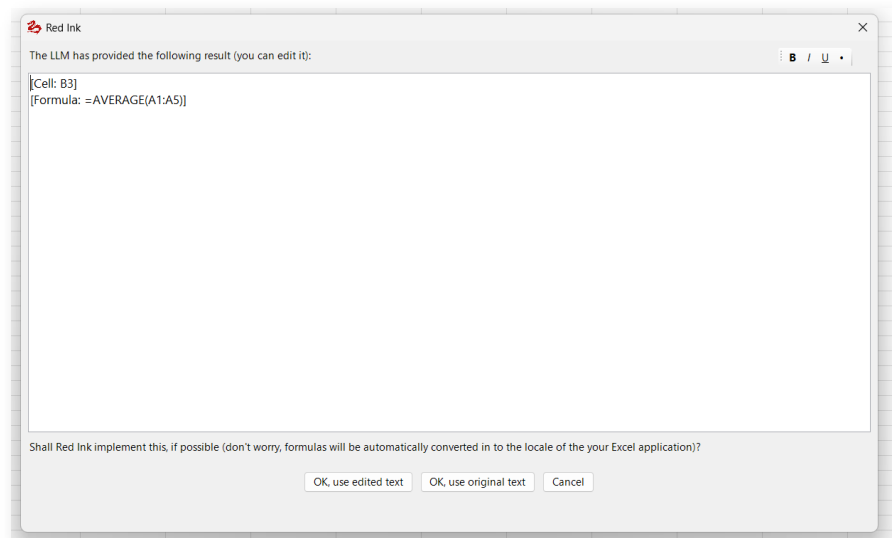 Red Ink
The LLM has provided the following result (you can edit it):
B I U •
[Cell: B3]
[Formula: =AVERAGE(A1:A5)]
Shall Red Ink implement this, if possible (don't worry, formulas will be automatically converted in to the locale of the your Excel application)?
OK, use edited text OK, use original text Cancel